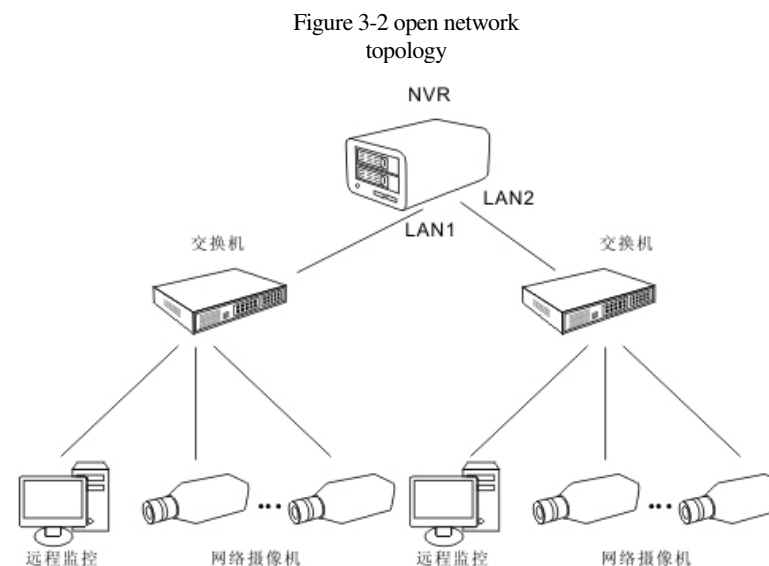 Figure 3-2 open network
topology
NVR
LAN2
LAN1
交换机
交换机
远程监控
网络摄像机
远程监控
网络摄像机